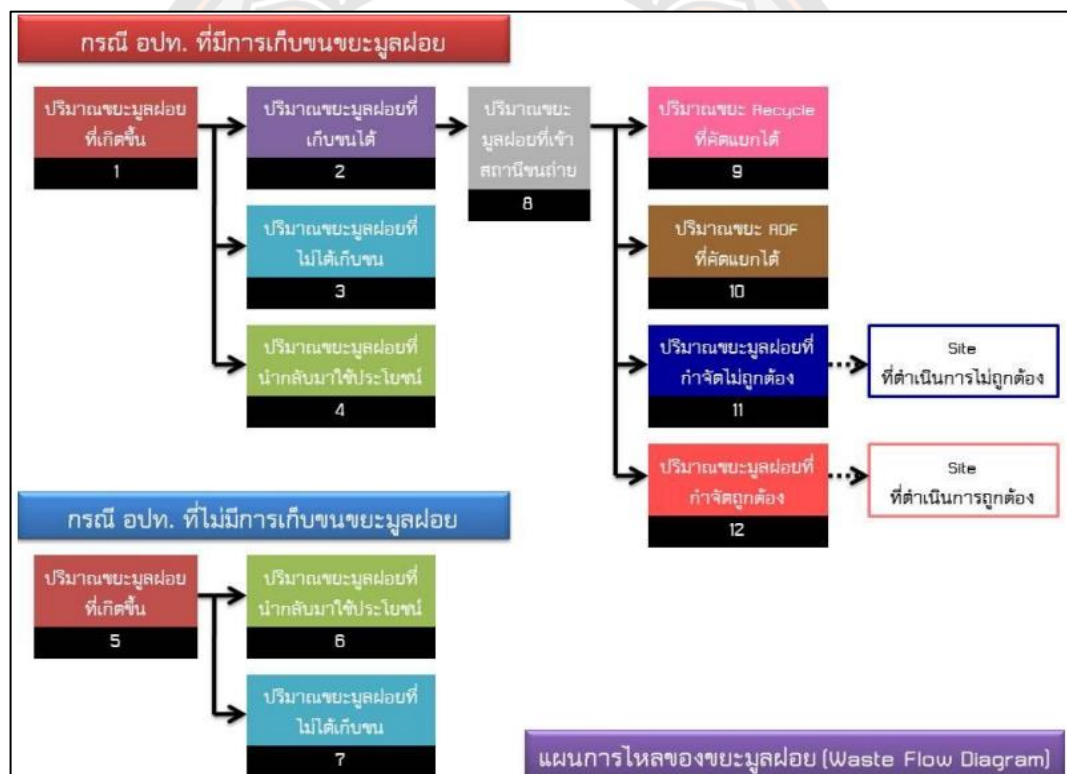 กรณี อปท. ที่มีการเก็บขนขยะมูลฝอย
ปริมาณขยะมูลฝอย
ที่เกิดขึ้น
1
ปริมาณขยะมูลฝอยที่
เก็บขนได้
2
ปริมาณขยะ
มูลฝอยที่เข้า
สถานีขนถ่าย
8
ปริมาณขยะ Recycle
ที่คัดแยกได้
9
ปริมาณขยะมูลฝอยที่
ไม่ได้เก็บขน
3
ปริมาณขยะ RDF
ที่คัดแยกได้
10
ปริมาณขยะมูลฝอยที่
นำกลับมาใช้ประโยชน์
4
ปริมาณขยะมูลฝอยที่
กำจัดไม่ถูกต้อง
11
Site
ที่ดำเนินการไม่ถูกต้อง
ปริมาณขยะมูลฝอยที่
กำจัดถูกต้อง
12
Site
ที่ดำเนินการถูกต้อง
กรณี อปท. ที่ไม่มีการเก็บขนขยะมูลฝอย
ปริมาณขยะมูลฝอย
ที่เกิดขึ้น
5
ปริมาณขยะมูลฝอยที่
นำกลับมาใช้ประโยชน์
6
ปริมาณขยะมูลฝอยที่
ไม่ได้เก็บขน
7
แผนการไหลของขยะมูลฝอย (Waste Flow Diagram)